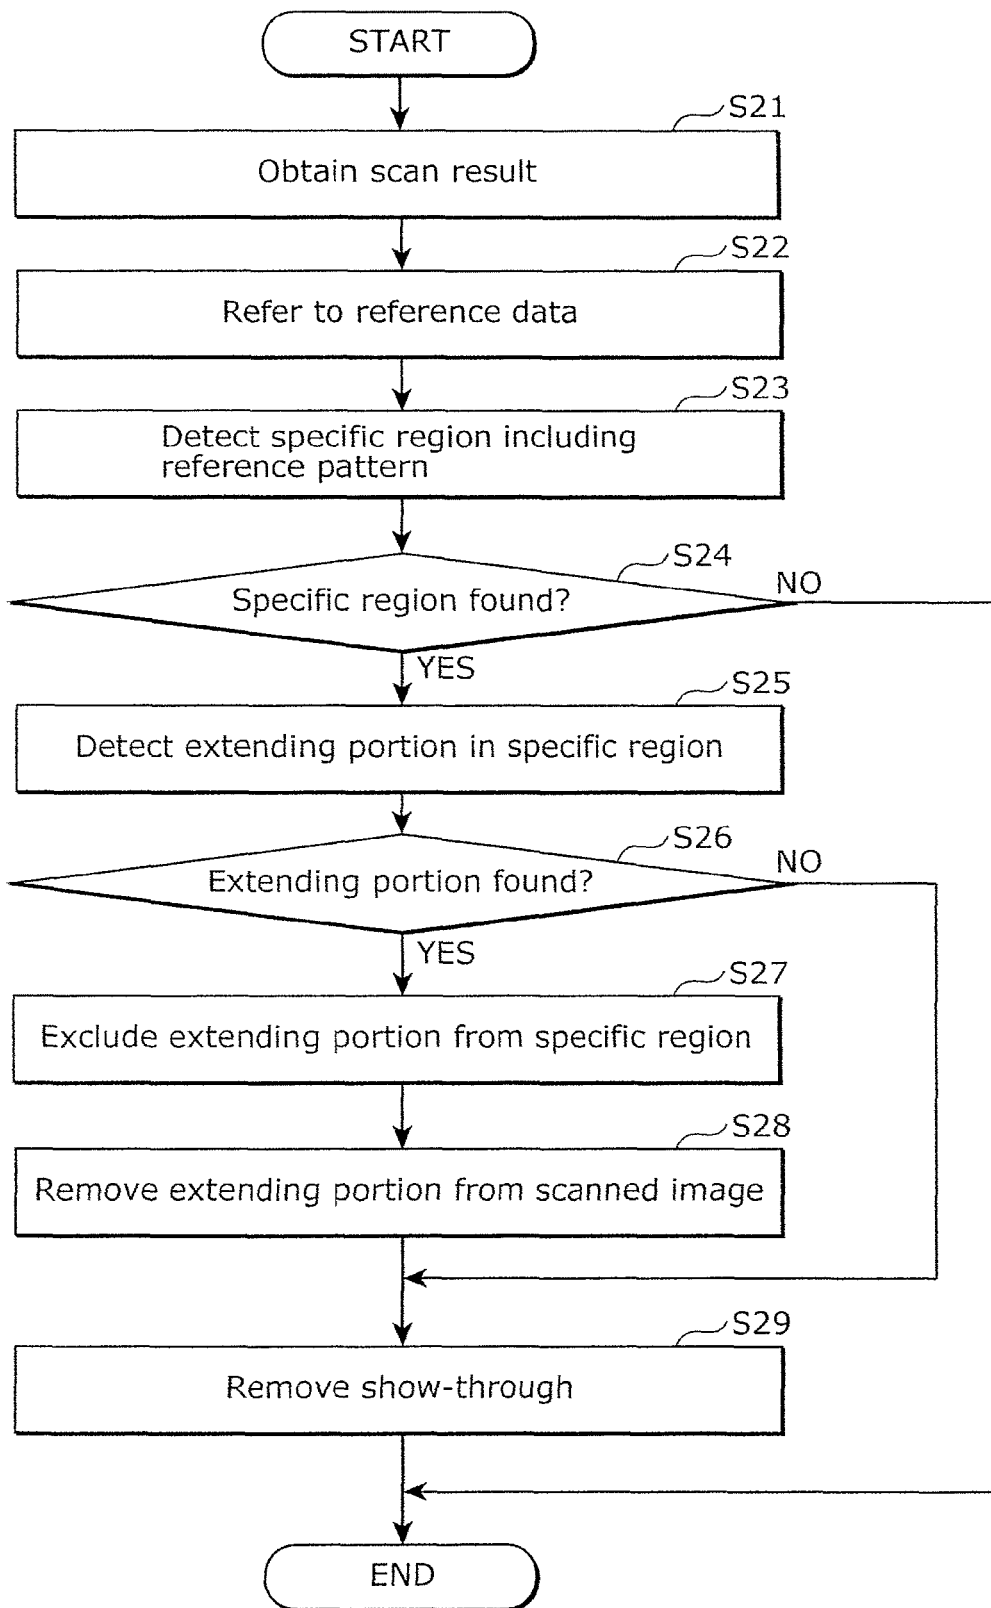 START
S21
Obtain scan result
S22
Refer to reference data
S23
Detect specific region including
reference pattern
S24
Specific region found?
NO
YES
S25
Detect extending portion in specific region
S26
Extending portion found?
NO
YES
S27
Exclude extending portion from specific region
S28
Remove extending portion from scanned image
S29
Remove show-through
END